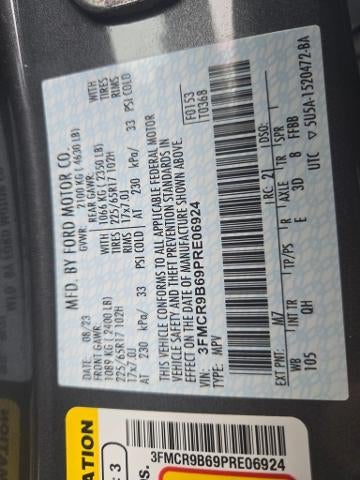 MFD. BY FORD MOTOR CO.
DATE: 08/23
GVWR: 2100 KG ( 4630 LB)
FRONT GAWR:
1089 KG ( 2400 LB)
225/65R17 102H
17x7.0J
AT 230 kPa/ 33 PSI COLD
REAR GAWR:
1066 KG ( 2350 LB)
225/65R17 102H
17x7.0J
AT 230 kPa/ 33 PSI COLD
WITH
TIRES
RIMS
WITH
TIRES
RIMS
THIS VEHICLE CONFORMS TO ALL APPLICABLE FEDERAL MOTOR
VEHICLE SAFETY AND THEFT PREVENTION STANDARDS IN
EFFECT ON THE DATE OF MANUFACTURE SHOWN ABOVE.
VIN: 3FMCR9B69PRE06924
TYPE: MPV
F0153
T0368
EXT PNT: M7 RC: 21 DSO:
WB INT TR TP/PS R AXLE TR SPR
105 QH E 3D 8 FFBB
UTC ▽ 5U5A-1520472-BA
3FMCR9B69PRE06924
: 3
ns.